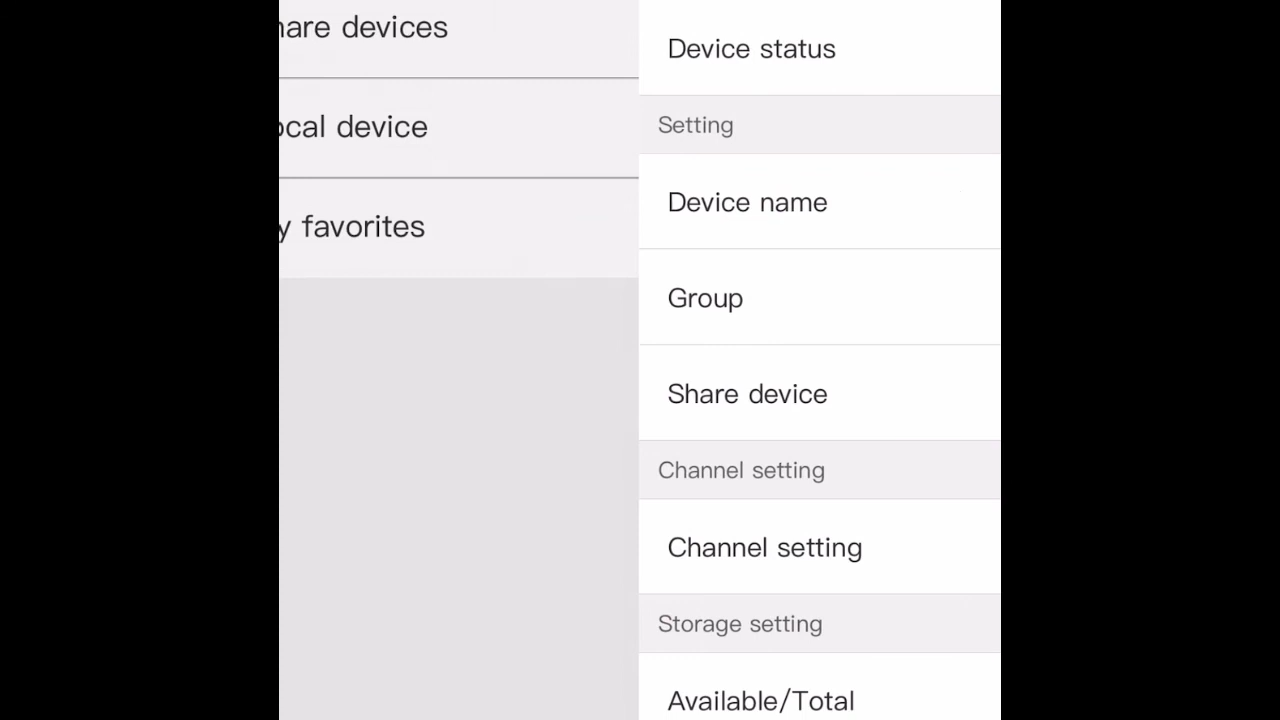 hare devices
ocal device
y favorites
Device status
Setting
Device name
Group
Share device
Channel setting
Channel setting
Storage setting
Available/Total